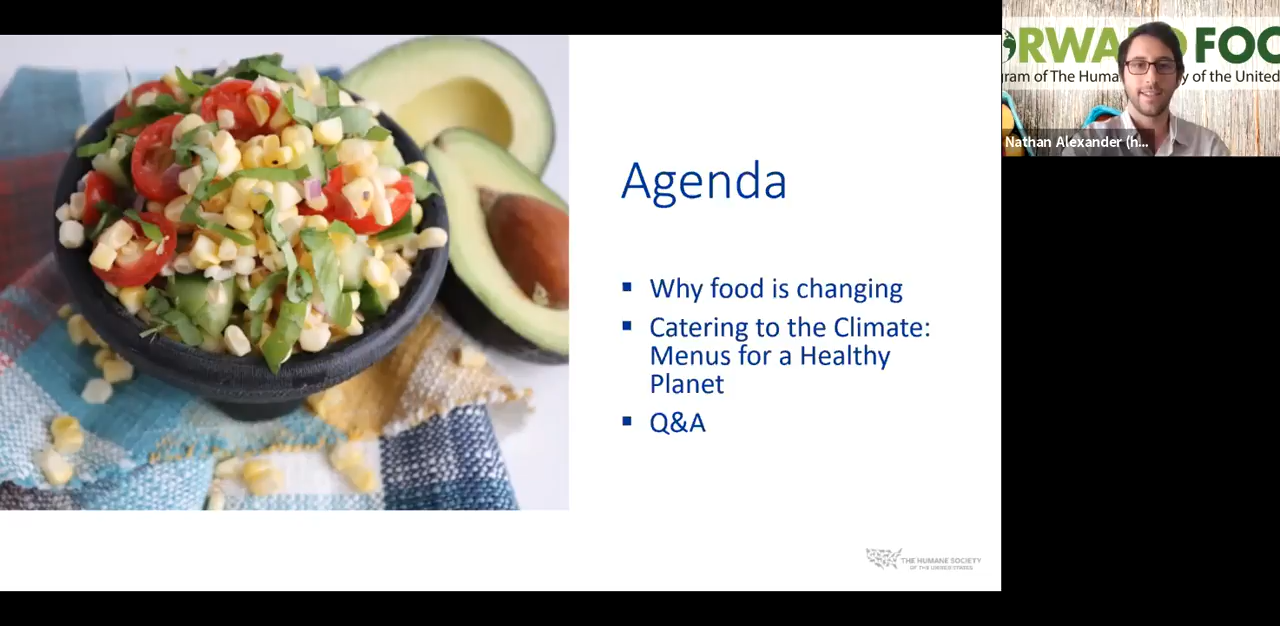 Agenda
▪ Why food is changing
▪ Catering to the Climate:
Menus for a Healthy
Planet
▪ Q&A
THE HUMANE SOCIETY
OF THE UNITED STATES
RWA FOO
ram of The Huma y of the United
Nathan Alexander (h...